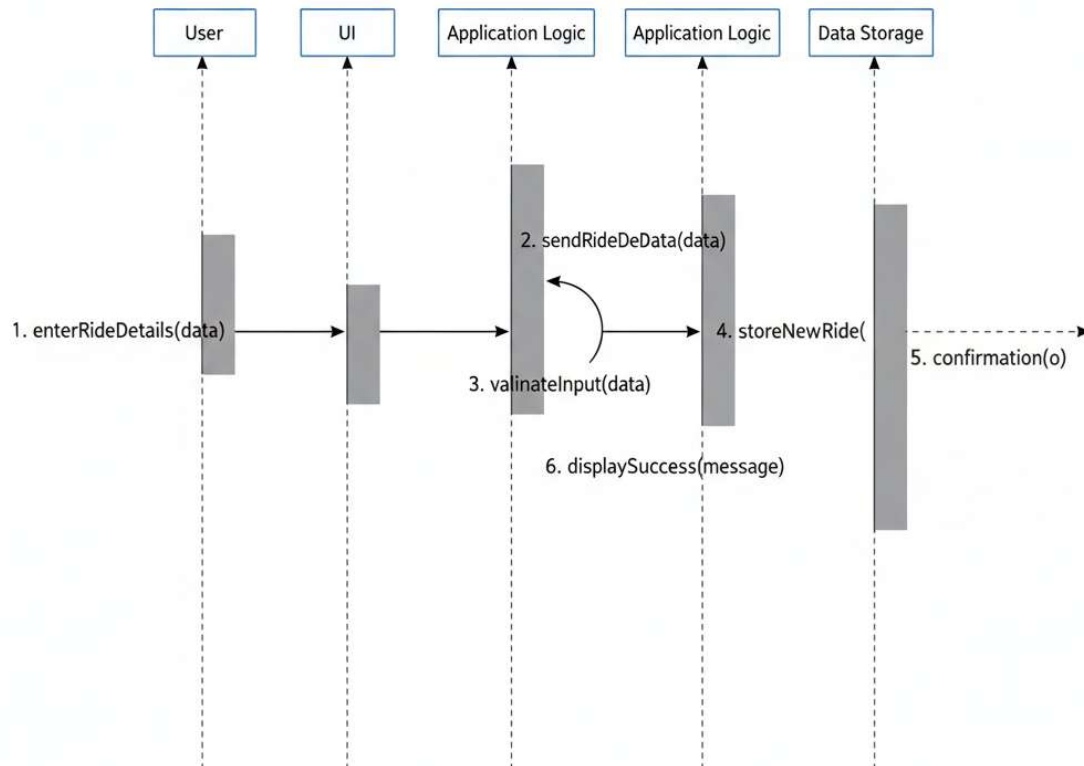 User
UI
Application Logic
Application Logic
Data Storage
2. sendRideDeData(data)
1. enterRideDetails(data)
4. storeNewRide(
5. confirmation(o)
3. valinateInput(data)
6. displaySuccess(message)